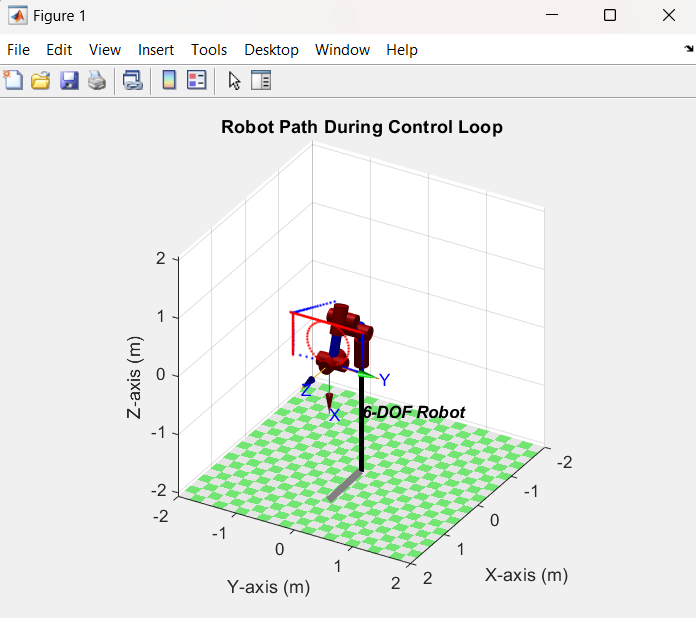 Figure 1
File Edit View Insert Tools Desktop Window Help
Robot Path During Control Loop
2
1
0
-1
-2
Z-axis (m)
Y
Z
X
6-DOF Robot
-2
-1
0
1
2
Y-axis (m)
-2
-1
0
1
2
X-axis (m)